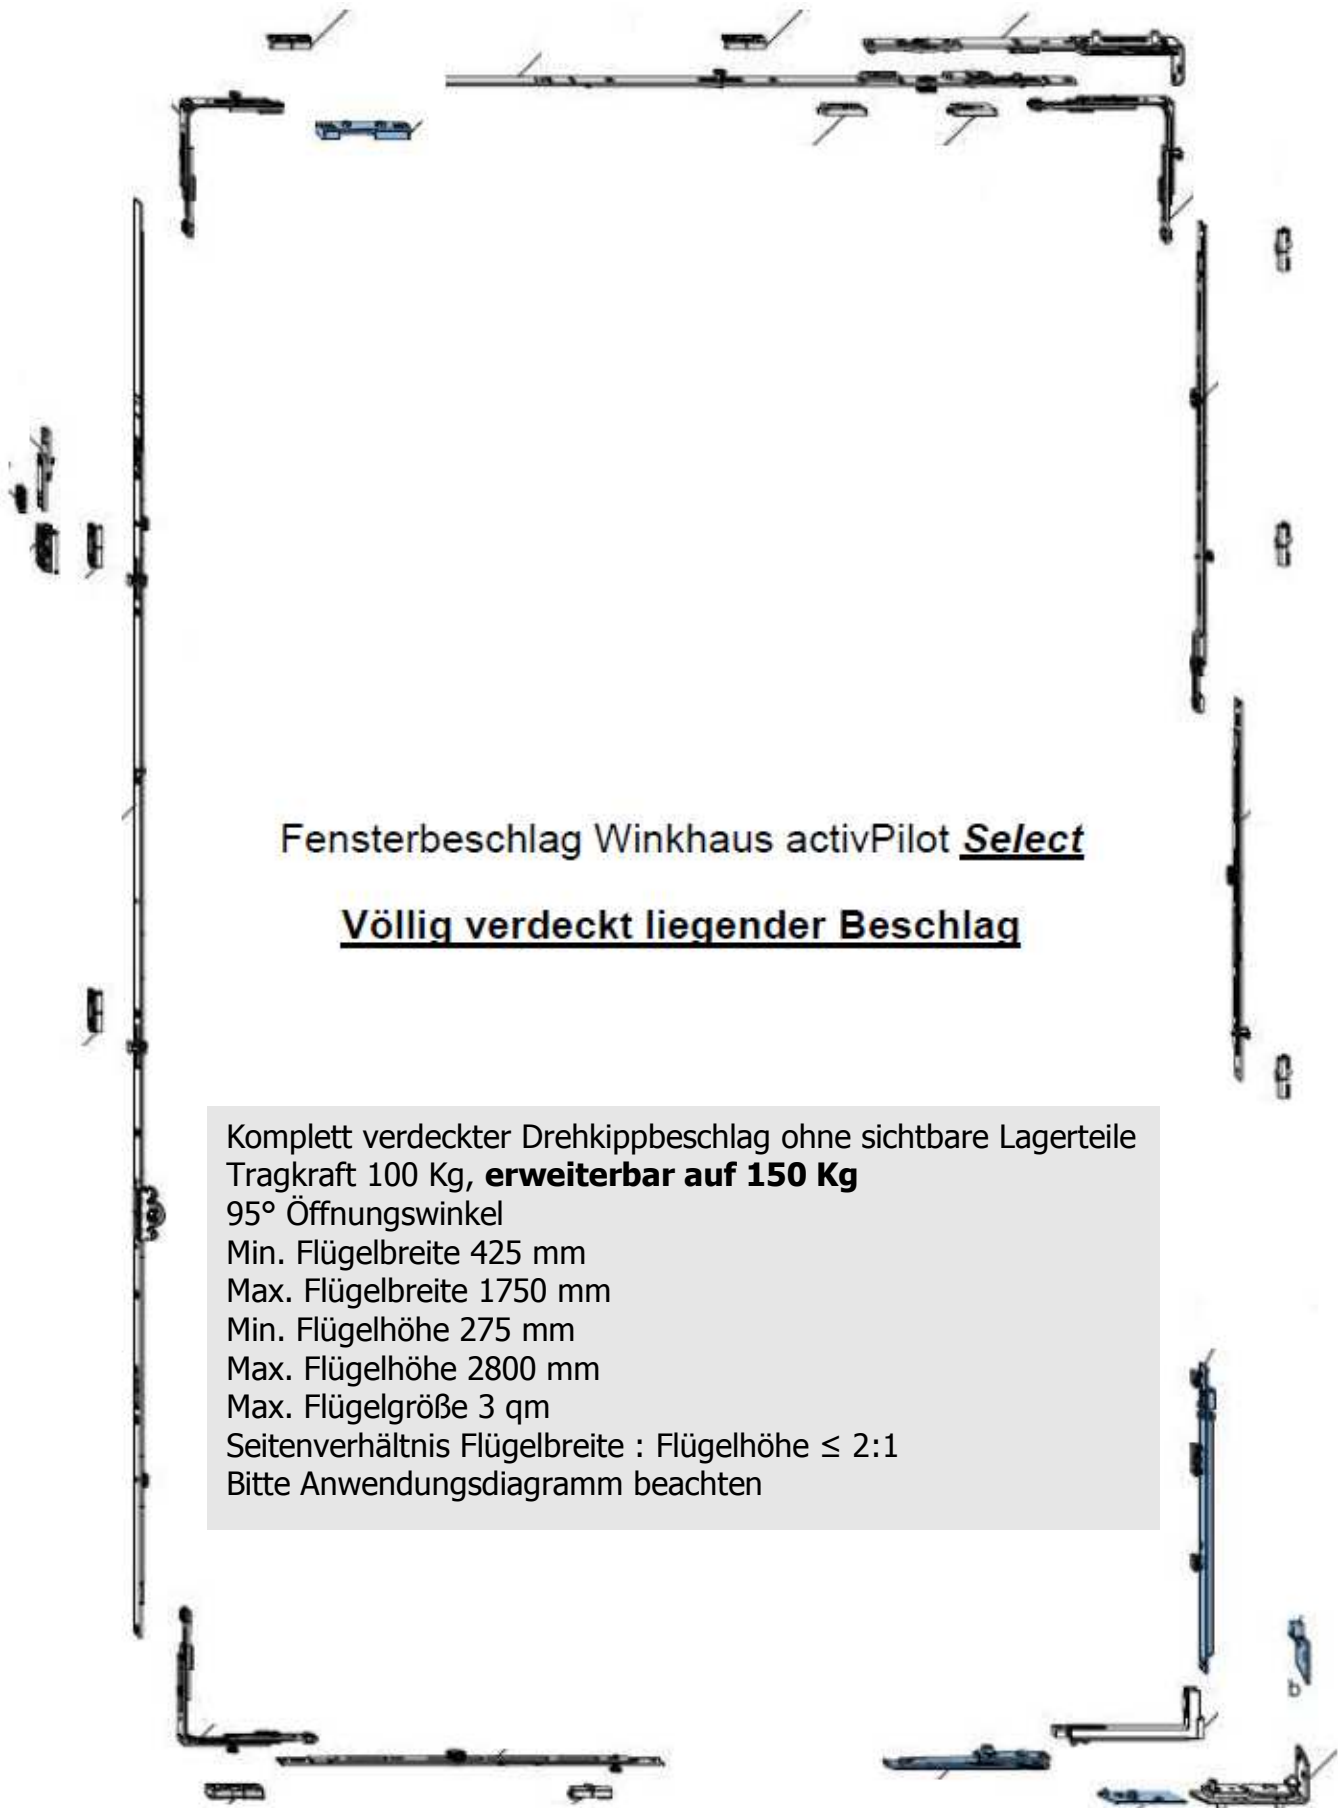 Fensterbeschlag Winkhaus activPilot Select
Völlig verdeckt liegender Beschlag
Komplett verdeckter Drehkippbeschlag ohne sichtbare Lagerteile
Tragkraft 100 Kg, erweiterbar auf 150 Kg
95° Öffnungswinkel
Min. Flügelbreite 425 mm
Max. Flügelbreite 1750 mm
Min. Flügelhöhe 275 mm
Max. Flügelhöhe 2800 mm
Max. Flügelgröße 3 qm
Seitenverhältnis Flügelbreite : Flügelhöhe ≤ 2:1
Bitte Anwendungsdiagramm beachten
b